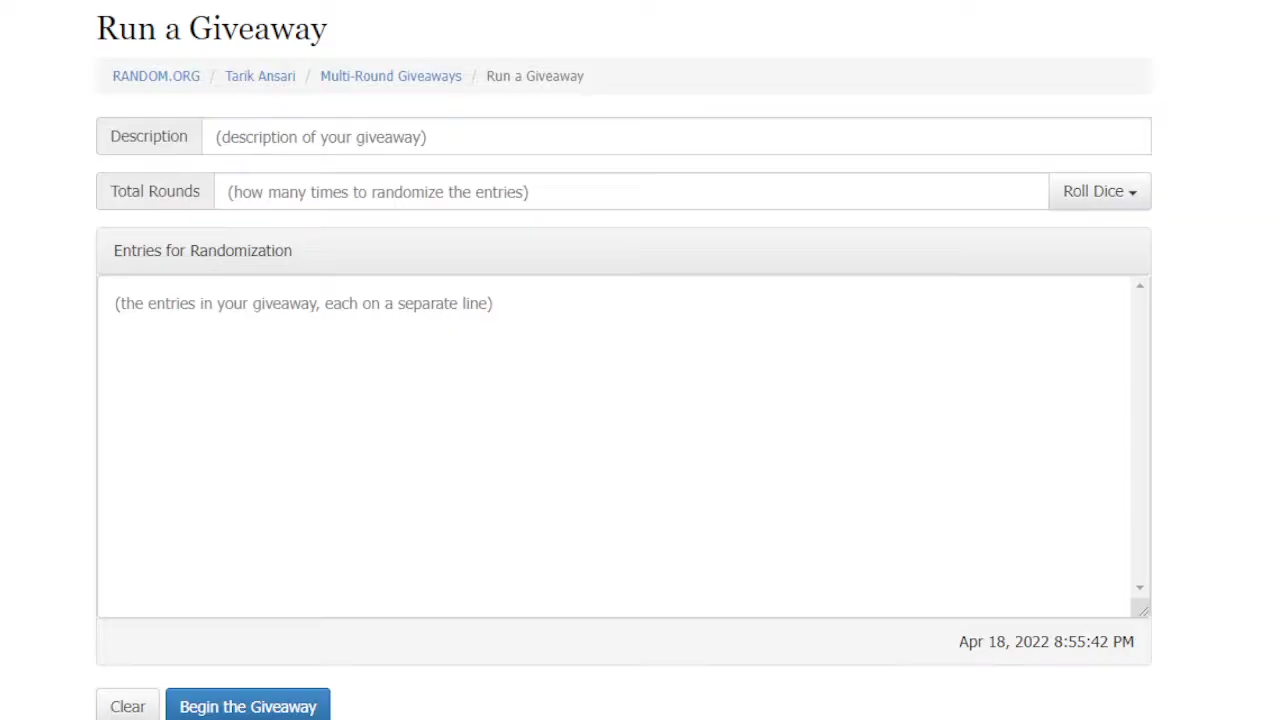 Run a Giveaway
RANDOM.ORG / Tarik Ansari / Multi-Round Giveaways / Run a Giveaway
Description (description of your giveaway)
Total Rounds (how many times to randomize the entries) Roll Dice
Entries for Randomization
(the entries in your giveaway, each on a separate line)
Apr 18, 2022 8:55:42 PM
Clear Begin the Giveaway